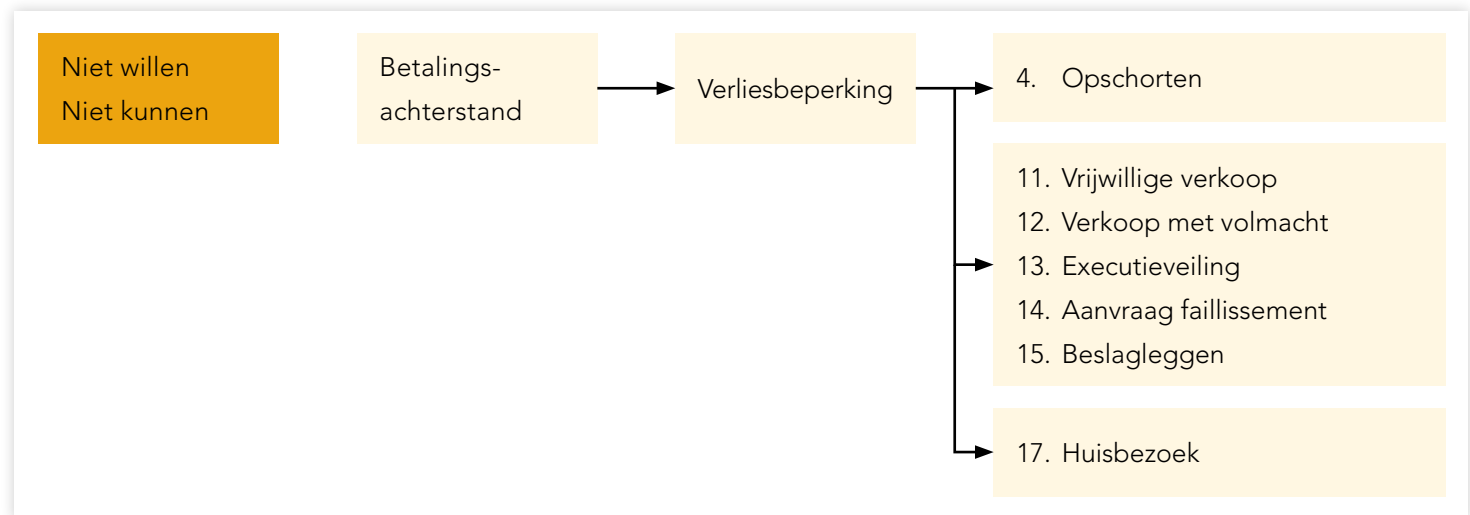 Niet willen
Niet kunnen
Betalings-
achterstand
Verliesbeperking
4. Opschorten
11. Vrijwillige verkoop
12. Verkoop met volmacht
13. Executieveiling
14. Aanvraag faillissement
15. Beslagleggen
17. Huisbezoek